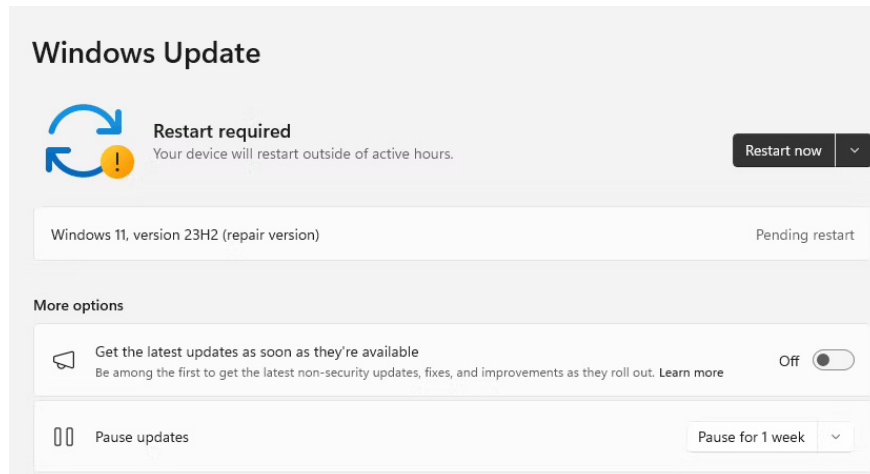 Windows Update
Restart required
Your device will restart outside of active hours.
Restart now
Windows 11, version 23H2 (repair version)
Pending restart
More options
Get the latest updates as soon as they're available
Be among the first to get the latest non-security updates, fixes, and improvements as they roll out. Learn more
Off
Pause updates
Pause for 1 week